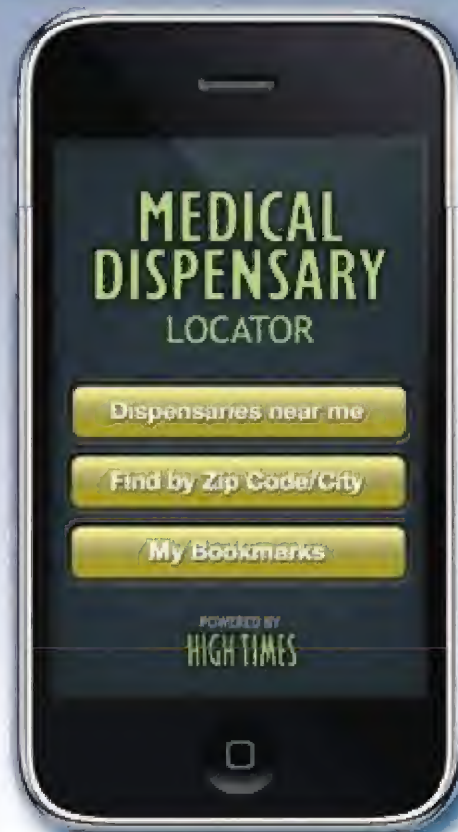 MEDICAL
DISPENSARY
LOCATOR
Dispensaries near me
Find by Zip Code/City
My Bookmarks
POWERED BY
HIGH TIMES